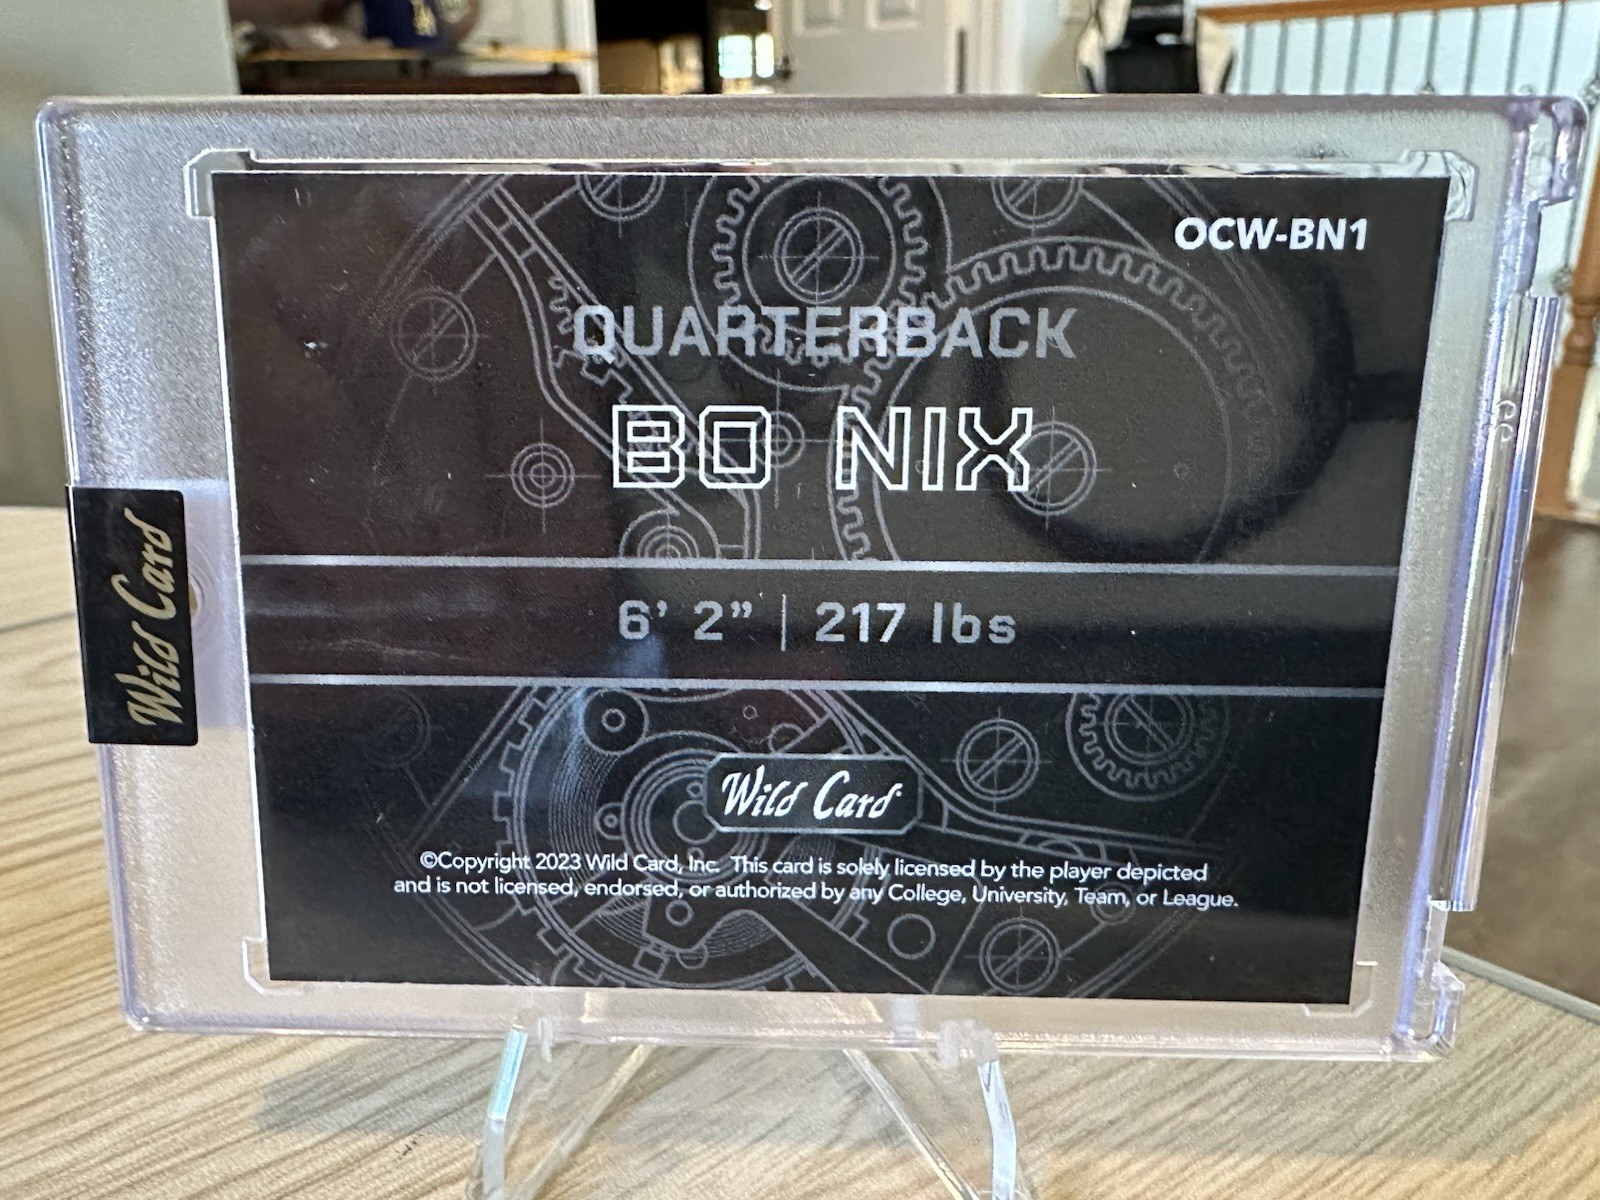 OCW-BN1
QUARTERBACK
BO NIX
6' 2" | 217 lbs
Wild Card
Wild Card
©Copyright 2023 Wild Card, Inc. This card is solely licensed by the player depicted
and is not licensed, endorsed, or authorized by any College, University, Team, or League.